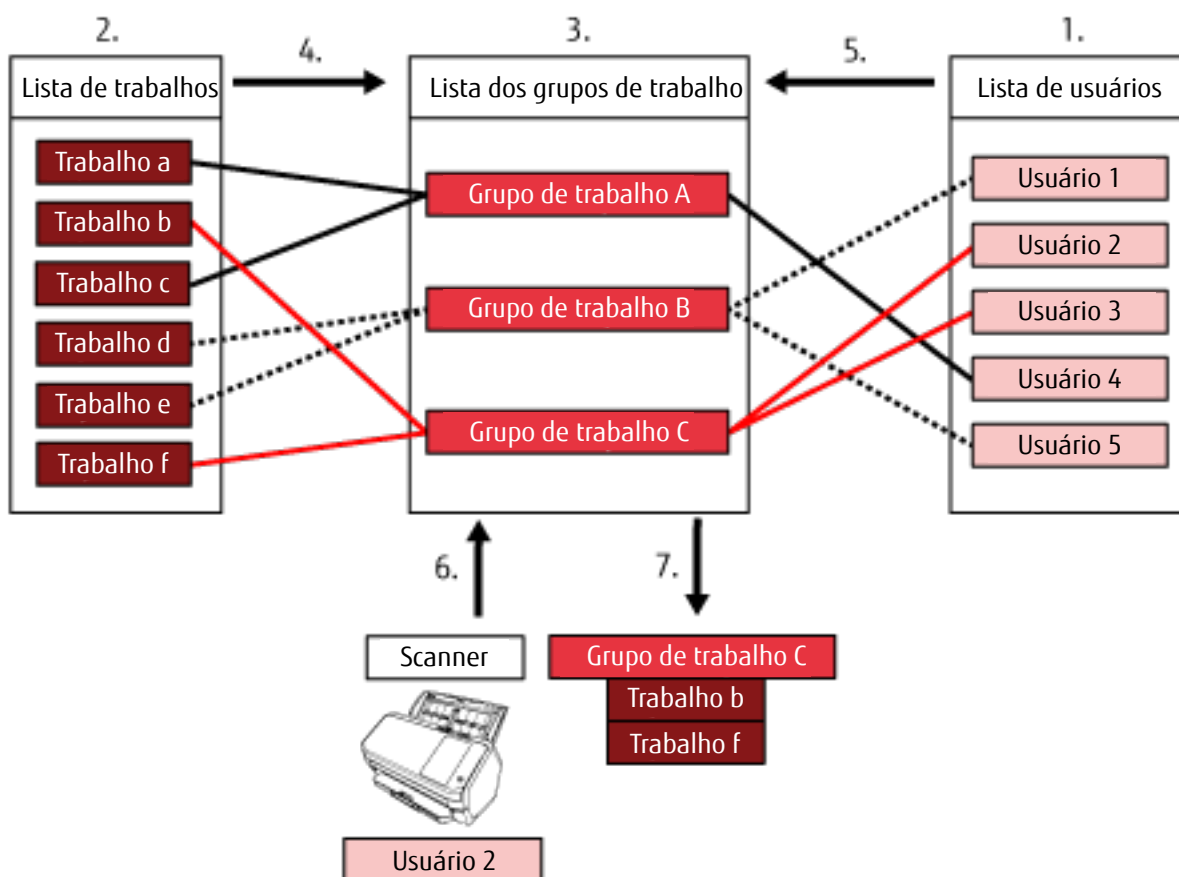 2.
3.
1.
4.
5.
Lista de trabalhos
Lista dos grupos de trabalho
Lista de usuários
Trabalho a
Trabalho b
Trabalho c
Trabalho d
Trabalho e
Trabalho f
Grupo de trabalho A
Grupo de trabalho B
Grupo de trabalho C
Usuário 1
Usuário 2
Usuário 3
Usuário 4
Usuário 5
6.
7.
Scanner
Usuário 2
Grupo de trabalho C
Trabalho b
Trabalho f